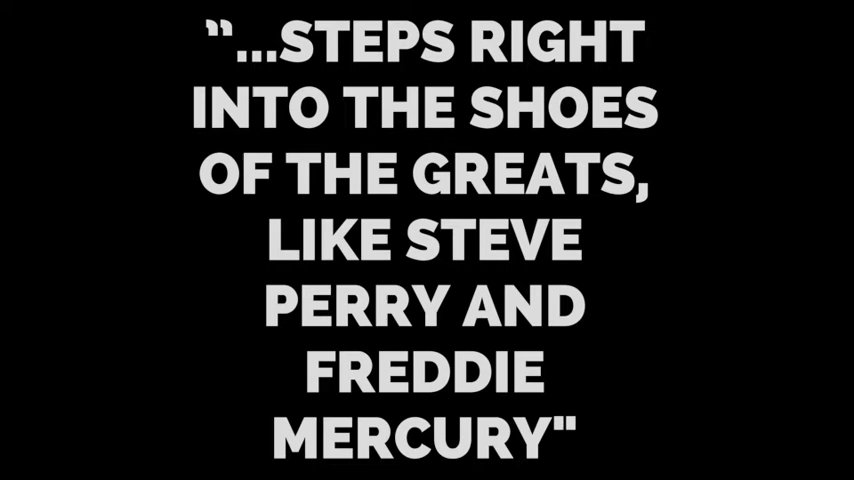 “...STEPS RIGHT
INTO THE SHOES
OF THE GREATS,
LIKE STEVE
PERRY AND
FREDDIE
MERCURY"